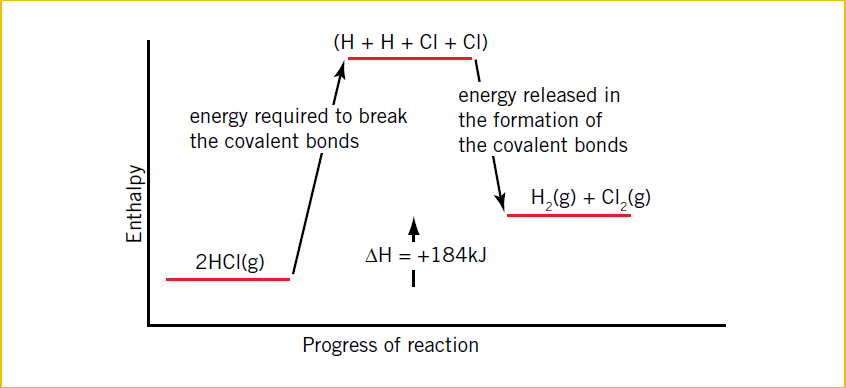 (H + H + Cl + Cl)
energy required to break
the covalent bonds
energy released in
the formation of
the covalent bonds
H₂(g) + Cl₂(g)
2HCl(g)
ΔH = +184kJ
Enthalpy
Progress of reaction